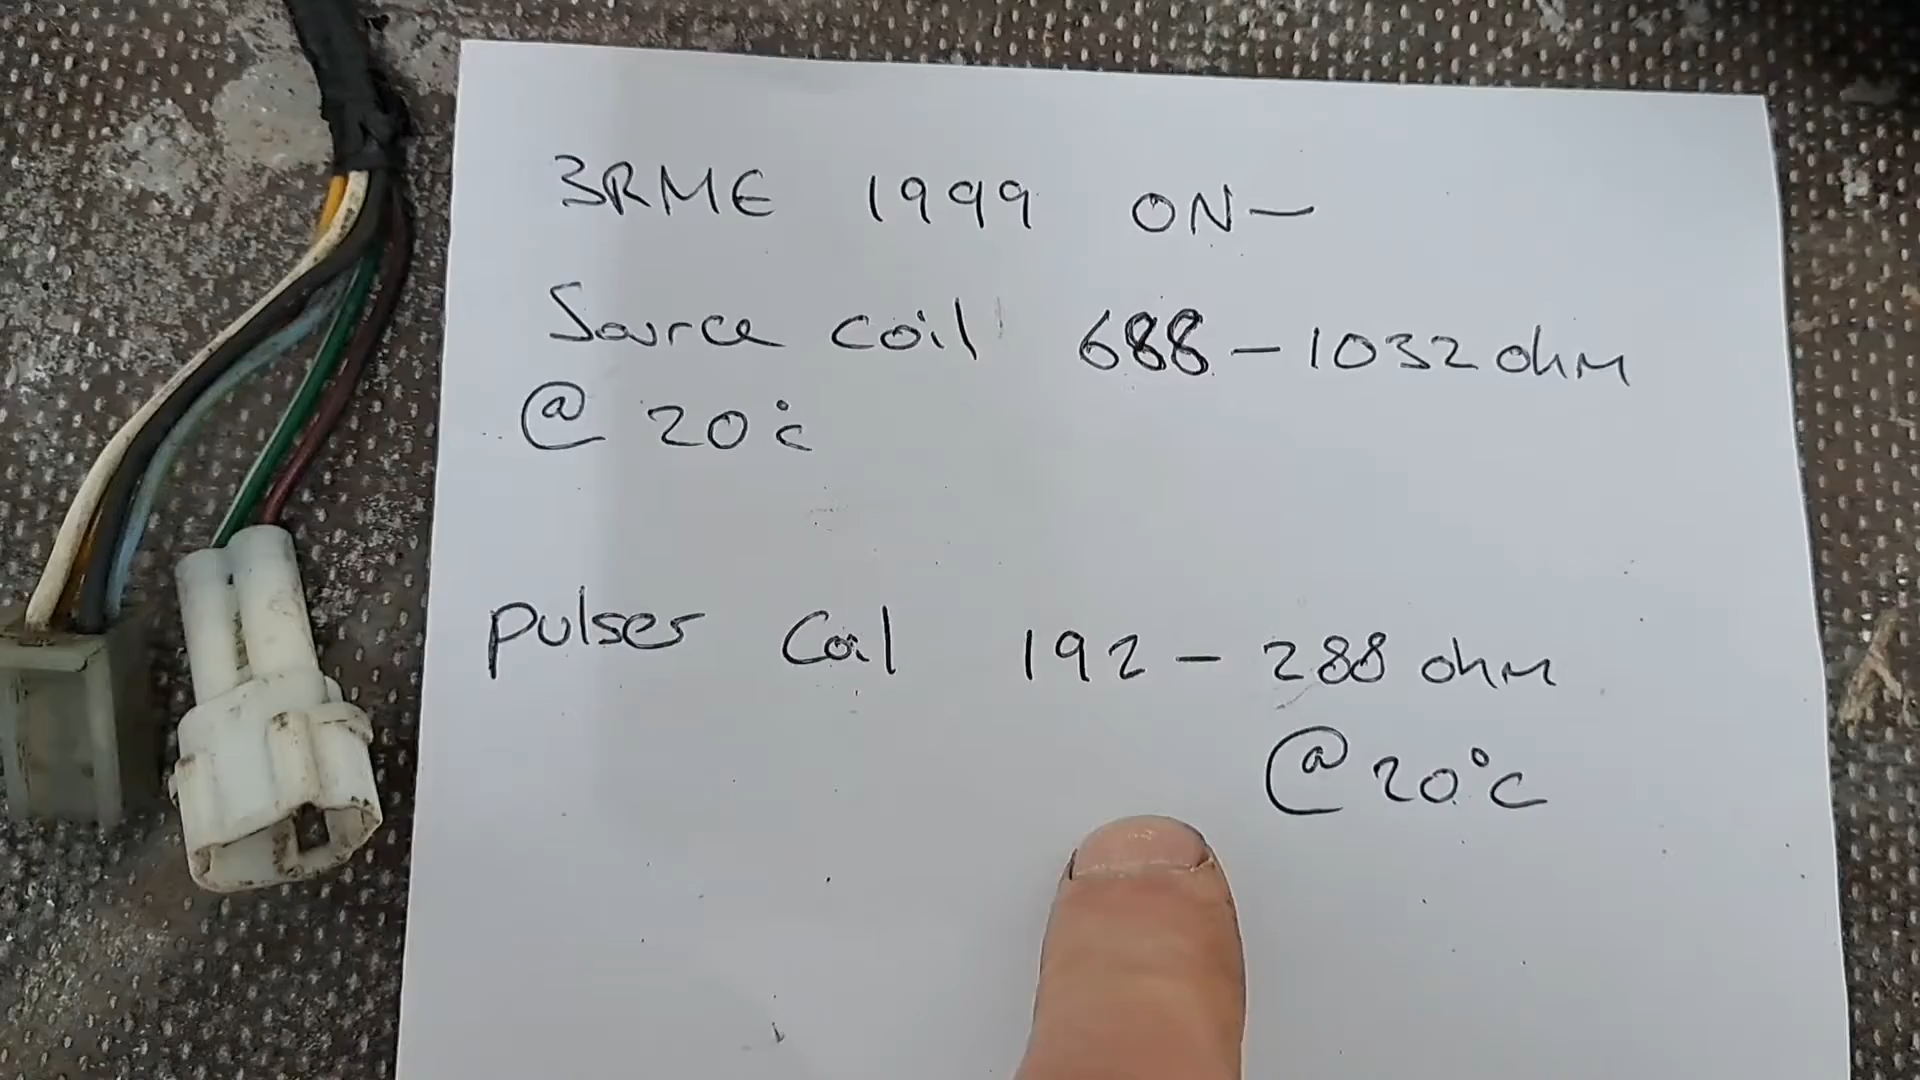 3RME 1999 ON-
Source coil 688-1032 ohm
@ 20°c
pulser coil 192-288 ohm
@ 20°c